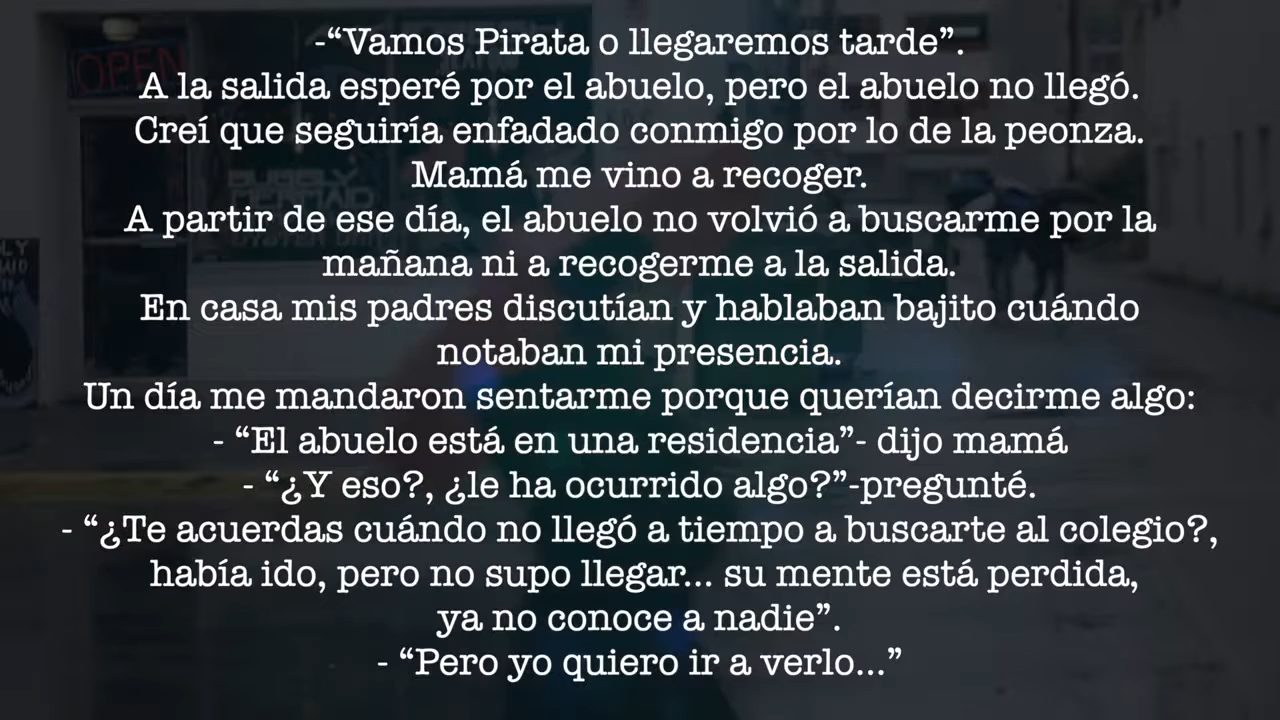 -“Vamos Pirata o llegaremos tarde”.
A la salida esperé por el abuelo, pero el abuelo no llegó.
Creí que seguiría enfadado conmigo por lo de la peonza.
Mamá me vino a recoger.
A partir de ese día, el abuelo no volvió a buscarme por la
mañana ni a recogerme a la salida.
En casa mis padres discutían y hablaban bajito cuándo
notaban mi presencia.
Un día me mandaron sentarme porque querían decirme algo:
- “El abuelo está en una residencia”- dijo mamá
- “¿Y eso?, ¿le ha ocurrido algo?”-pregunté.
- “¿Te acuerdas cuándo no llegó a tiempo a buscarte al colegio?,
había ido, pero no supo llegar... su mente está perdida,
ya no conoce a nadie”.
- “Pero yo quiero ir a verlo...”
OPEN